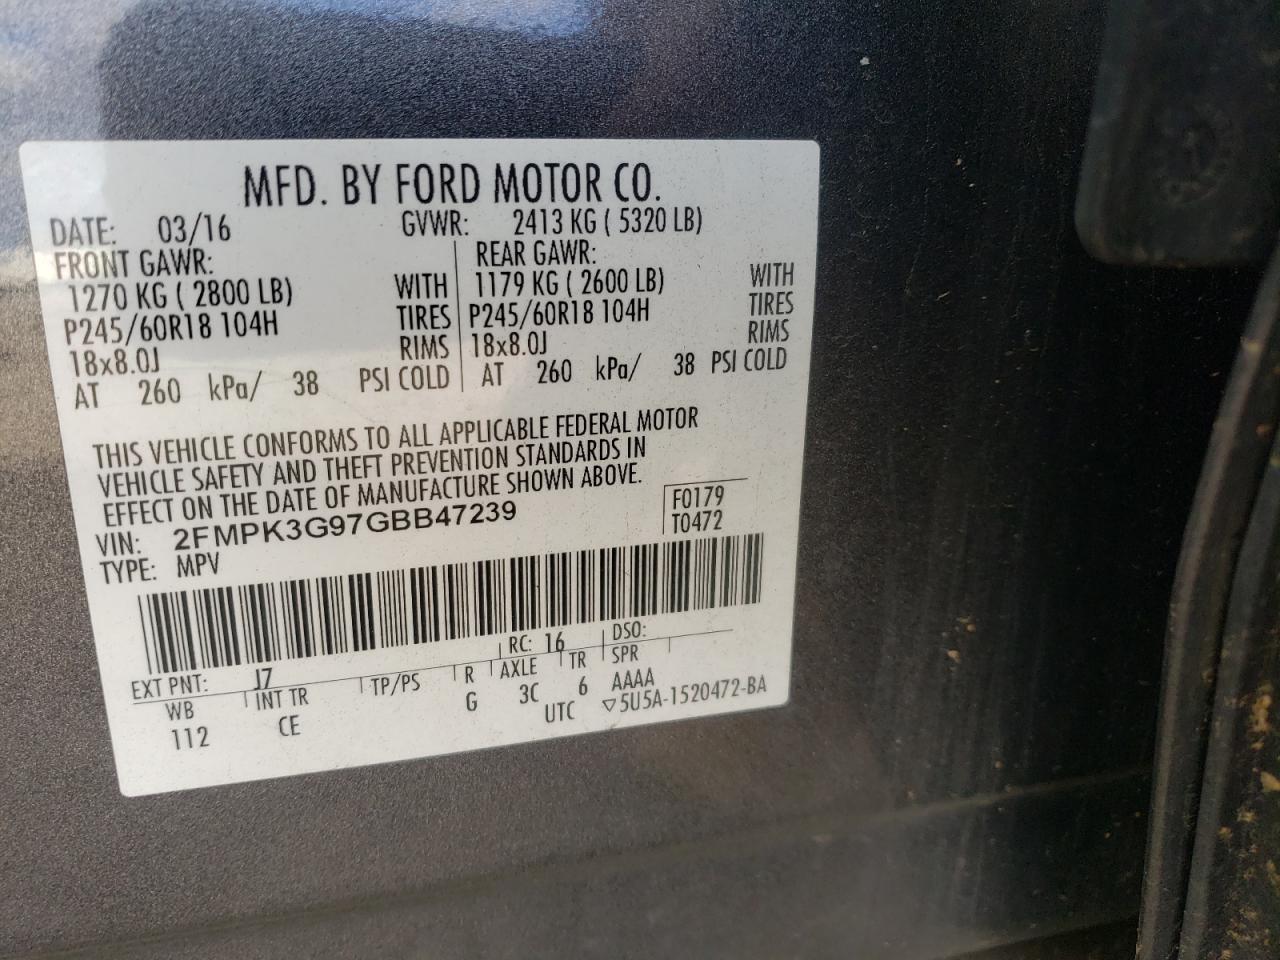 MFD. BY FORD MOTOR CO.
DATE: 03/16 GVWR: 2413 KG ( 5320 LB)
FRONT GAWR: REAR GAWR:
1270 KG ( 2800 LB) WITH 1179 KG ( 2600 LB) WITH
P245/60R18 104H TIRES P245/60R18 104H TIRES
18x8.0J RIMS 18x8.0J RIMS
AT 260 kPa/ 38 PSI COLD AT 260 kPa/ 38 PSI COLD
THIS VEHICLE CONFORMS TO ALL APPLICABLE FEDERAL MOTOR
VEHICLE SAFETY AND THEFT PREVENTION STANDARDS IN
EFFECT ON THE DATE OF MANUFACTURE SHOWN ABOVE.
VIN: 2FMPK3G97GBB47239 F0179
TYPE: MPV T0472
EXT PNT: J7 RC: 16 DSO:
WB INT TR TP/PS R AXLE TR SPR
112 CE G 3C 6 AAAA
UTC ▽5U5A-1520472-BA